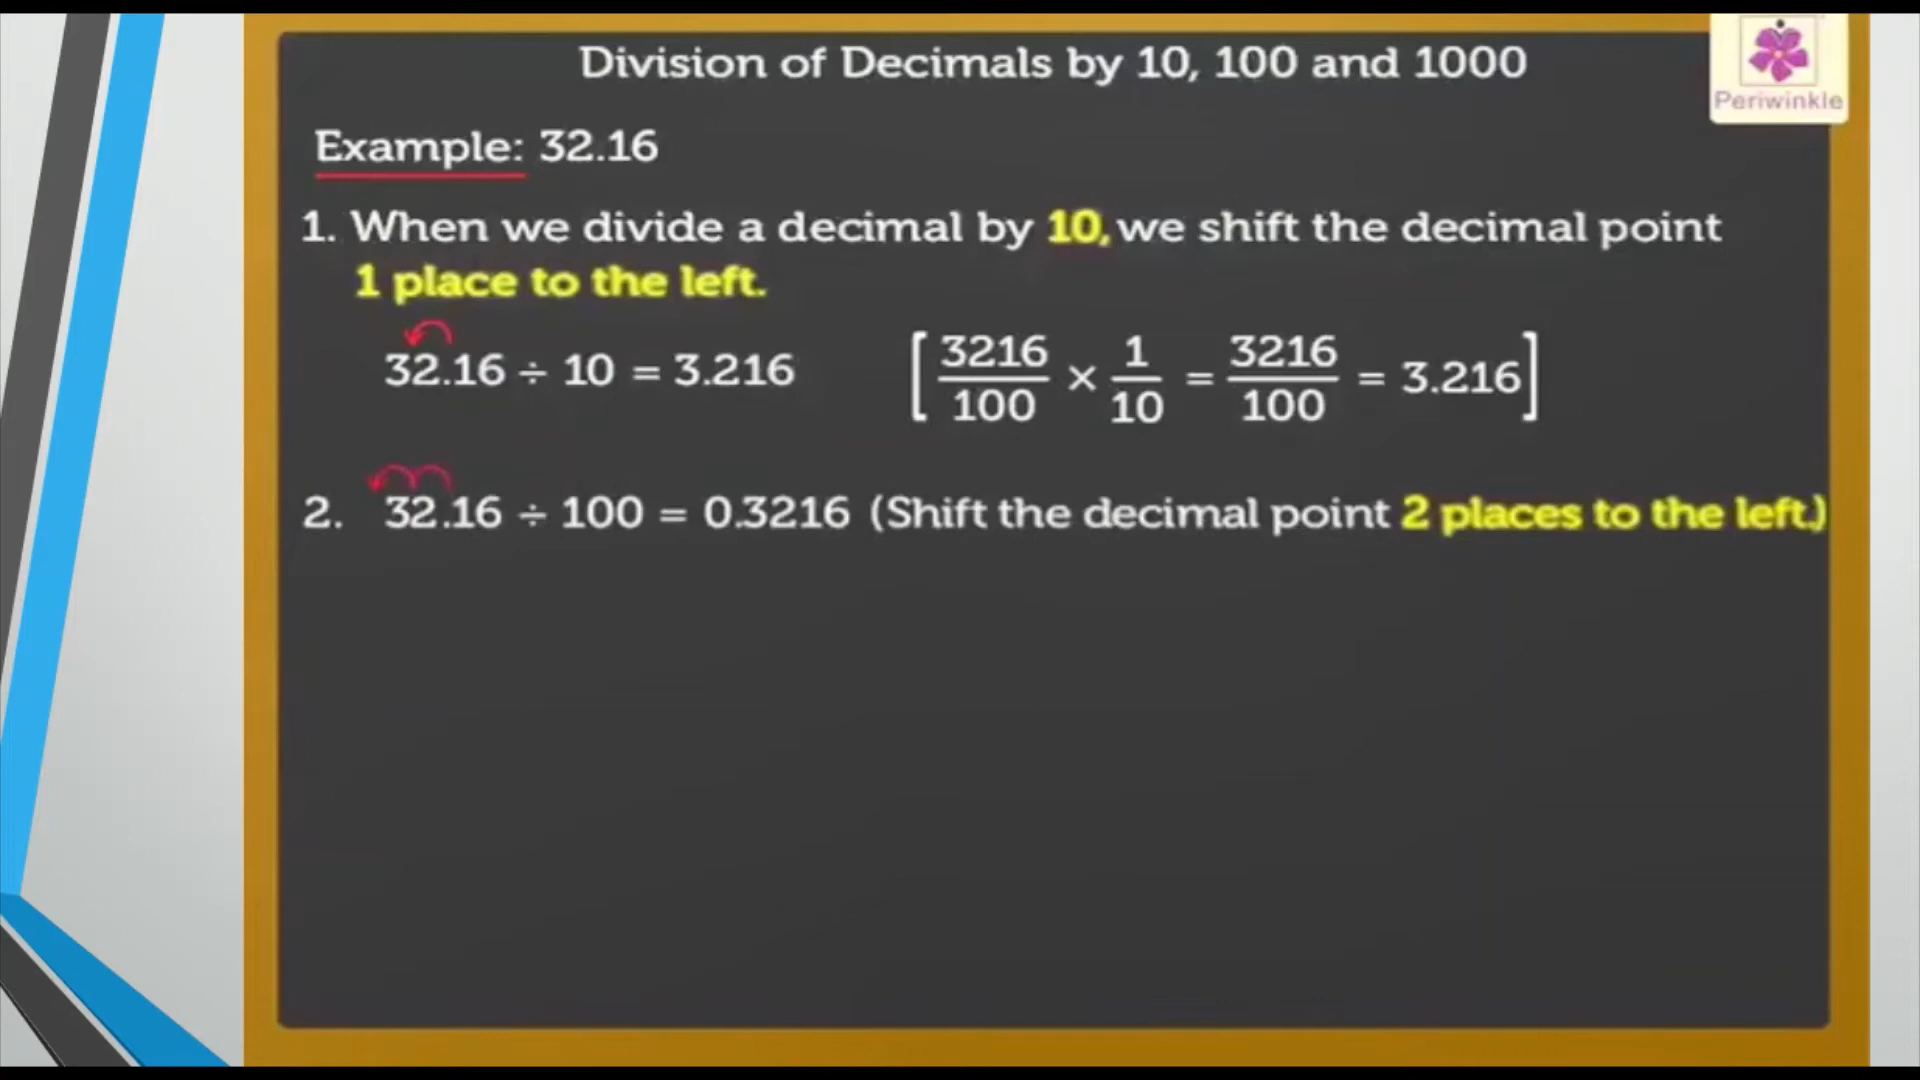 Division of Decimals by 10, 100 and 1000
Periwinkle
Example: 32.16
1. When we divide a decimal by 10, we shift the decimal point
1 place to the left.
32.16 ÷ 10 = 3.216 [3216/100 × 1/10 = 3216/100 = 3.216]
2. 32.16 ÷ 100 = 0.3216 (Shift the decimal point 2 places to the left.)